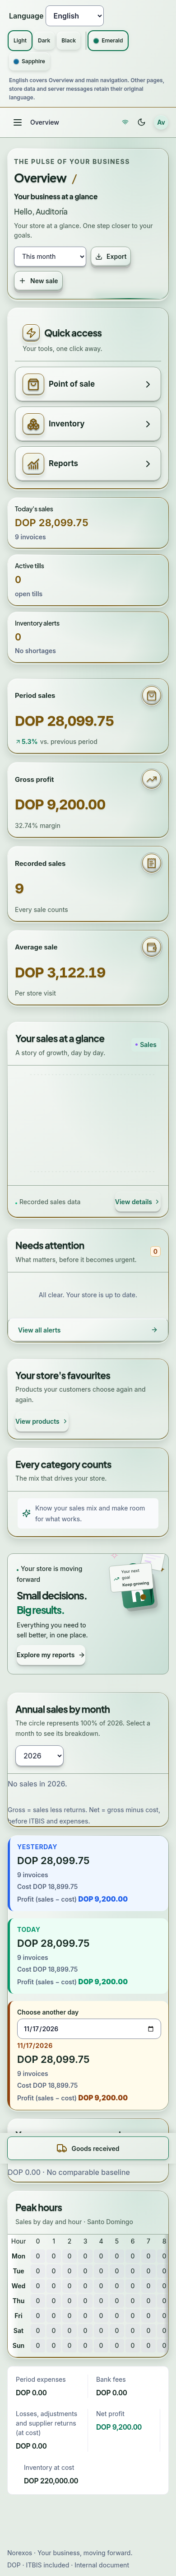 Language English
Light Dark Black Emerald
Sapphire
English covers Overview and main navigation. Other pages,
store data and server messages retain their original
language.
Overview Av
THE PULSE OF YOUR BUSINESS
Overview /
Your business at a glance
Hello, Auditoría
Your store at a glance. One step closer to your
goals.
This month Export
New sale
Quick access
Your tools, one click away.
Point of sale
Inventory
Reports
Today's sales
DOP 28,099.75
9 invoices
Active tills
0
open tills
Inventory alerts
0
No shortages
Period sales
DOP 28,099.75
5.3% vs. previous period
Gross profit
DOP 9,200.00
32.74% margin
Recorded sales
9
Every sale counts
Average sale
DOP 3,122.19
Per store visit
Your sales at a glance
A story of growth, day by day.
Sales
Recorded sales data View details
Needs attention
What matters, before it becomes urgent.
0
All clear. Your store is up to date.
View all alerts
Your store's favourites
Products your customers choose again and
again.
View products
Every category counts
The mix that drives your store.
Know your sales mix and make room
for what works.
Your store is moving
forward
Small decisions.
Big results.
Everything you need to
sell better, in one place.
Explore my reports
Your next
goal
Keep growing
n
Annual sales by month
The circle represents 100% of 2026. Select a
month to see its breakdown.
2026
No sales in 2026.
Gross = sales less returns. Net = gross minus cost,
before ITBIS and expenses.
YESTERDAY
DOP 28,099.75
9 invoices
Cost DOP 18,899.75
Profit (sales − cost) DOP 9,200.00
TODAY
DOP 28,099.75
9 invoices
Cost DOP 18,899.75
Profit (sales − cost) DOP 9,200.00
Choose another day
11/17/2026
11/17/2026
DOP 28,099.75
9 invoices
Cost DOP 18,899.75
Profit (sales − cost) DOP 9,200.00
Goods received
DOP 0.00 · No comparable baseline
Peak hours
Sales by day and hour · Santo Domingo
Hour 0 1 2 3 4 5 6 7 8
Mon 0 0 0 0 0 0 0 0 0
Tue 0 0 0 0 0 0 0 0 0
Wed 0 0 0 0 0 0 0 0 0
Thu 0 0 0 0 0 0 0 0 0
Fri 0 0 0 0 0 0 0 0 0
Sat 0 0 0 0 0 0 0 0 0
Sun 0 0 0 0 0 0 0 0 0
Period expenses
DOP 0.00
Bank fees
DOP 0.00
Losses, adjustments
and supplier returns
(at cost)
DOP 0.00
Net profit
DOP 9,200.00
Inventory at cost
DOP 220,000.00
Norexos · Your business, moving forward.
DOP · ITBIS included · Internal document